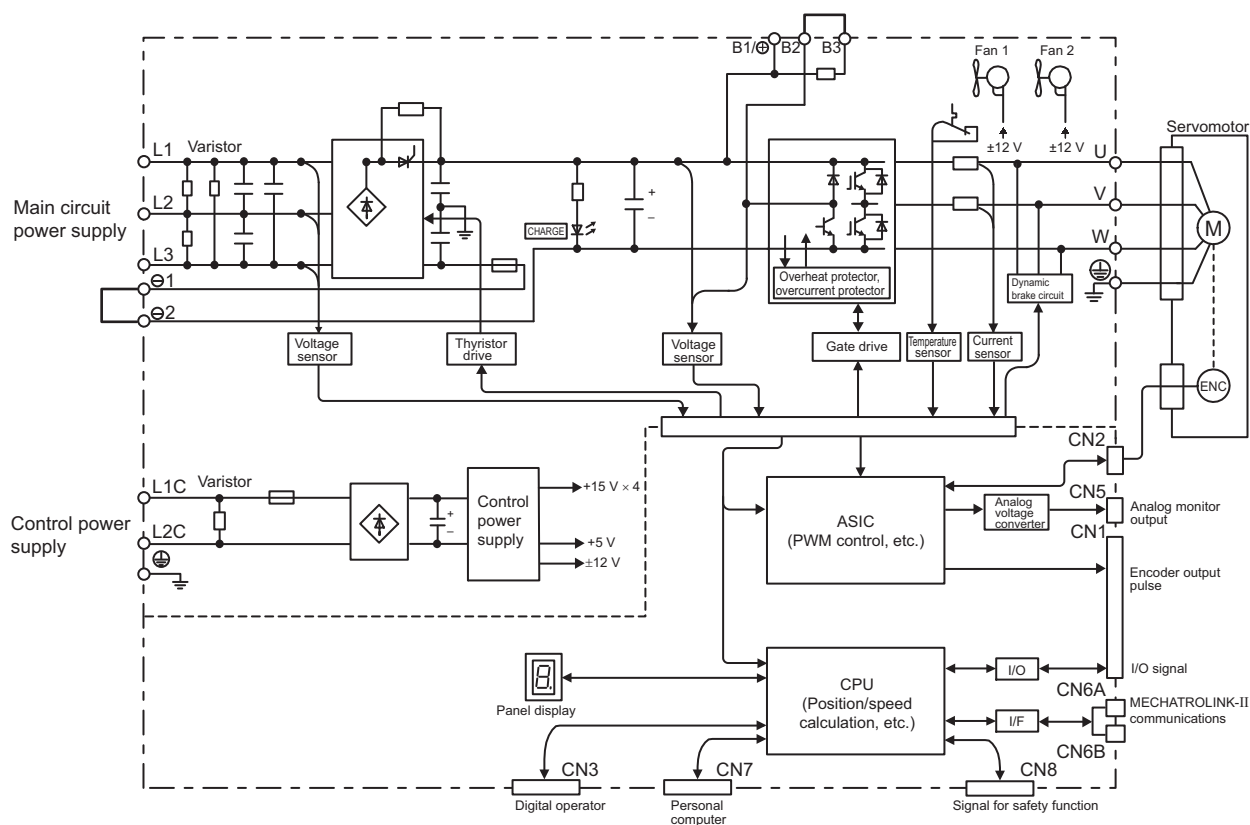 B1/⊕ B2 B3
Fan 1 Fan 2
±12 V ±12 V
Servomotor
L1 Varistor
U
Main circuit
power supply
L2
V
L3
W
M
CHARGE
+
–
⊖1
⊖2
Overheat protector,
overcurrent protector
Dynamic
brake circuit
Voltage
sensor
Thyristor
drive
Voltage
sensor
Gate drive
Temperature
sensor
Current
sensor
ENC
CN2
L1C Varistor
Control power
supply
L2C
+
–
Control
power
supply
+15 V × 4
+5 V
±12 V
ASIC
(PWM control, etc.)
Analog
voltage
converter
CN5
Analog monitor
output
CN1
Encoder output
pulse
Panel display
8.
CPU
(Position/speed
calculation, etc.)
I/O
I/O signal
CN6A
I/F
MECHATROLINK-II
communications
CN6B
CN3
Digital operator
CN7
Personal
computer
CN8
Signal for safety function